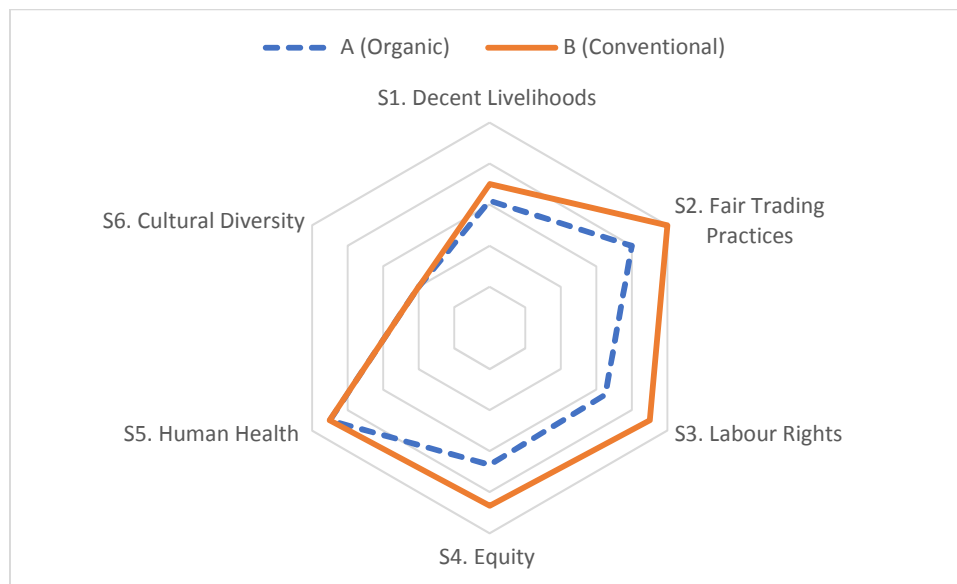 A (Organic)
B (Conventional)
S1. Decent Livelihoods
S2. Fair Trading
Practices
S6. Cultural Diversity
S3. Labour Rights
S5. Human Health
S4. Equity